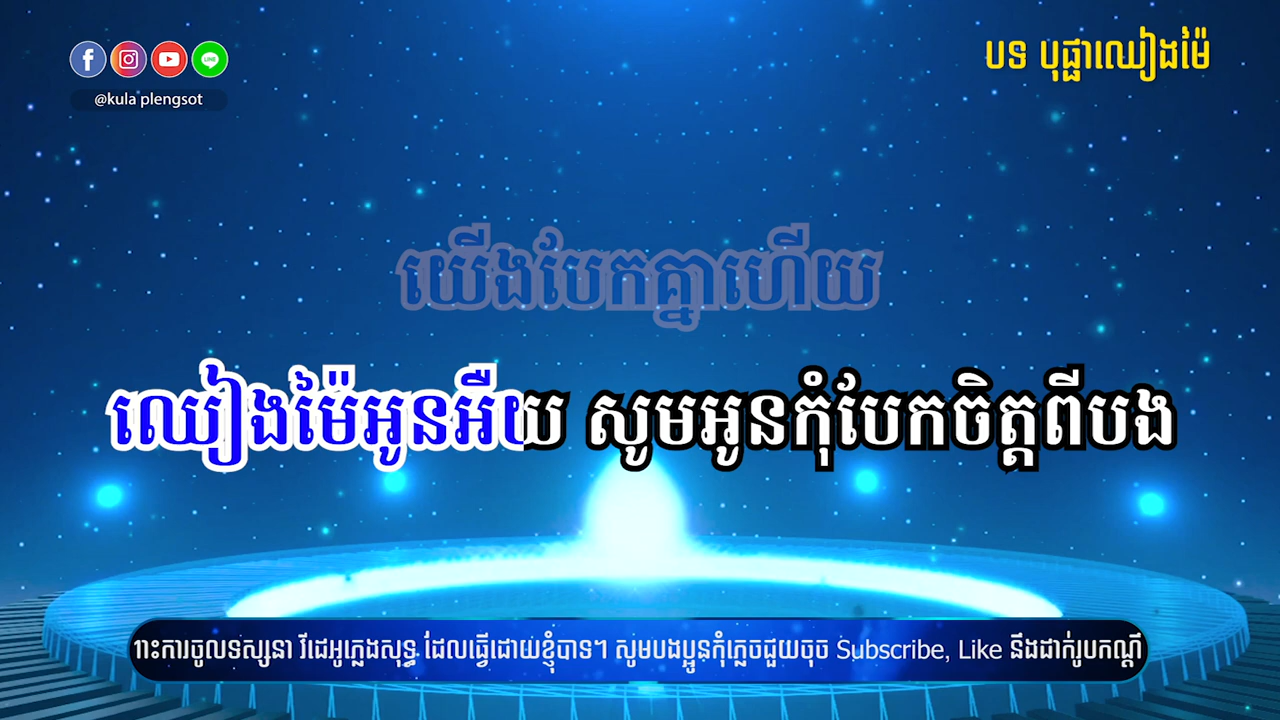 បទ បុផ្ផាឈៀងម៉ៃ
@kula plengsot
យើងបែកគ្នាហើយ
ឈៀងម៉ៃអូនអឺយ សូមអូនកុំបែកចិត្តពីបង
រាះការចូលទស្សនា វីដេអូភ្លេងសុទ្ធ ដែលធ្វើដោយខ្ញុំបាទៗ សូមបងប្អូនកុំភ្លេចជួយចុច Subscribe, Like នឹងដាក់រូបកណ្ដឹ